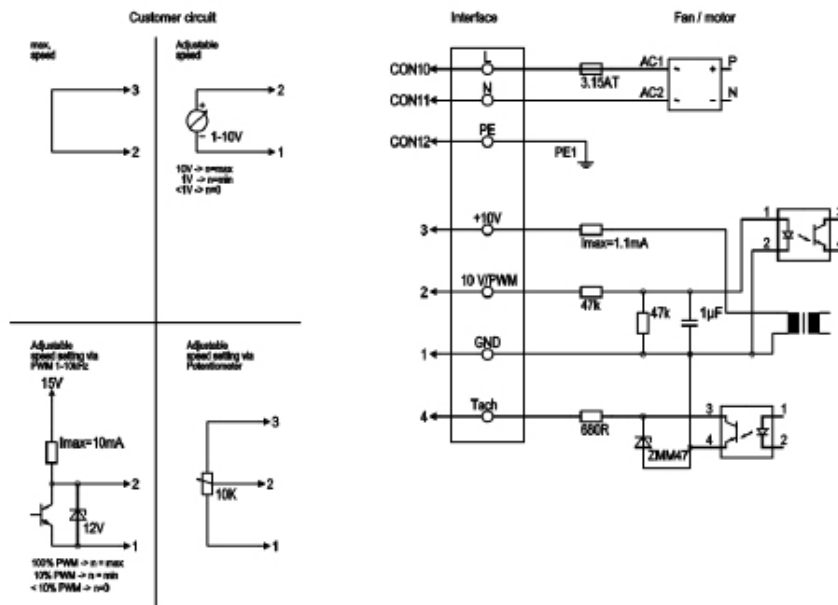 Customer circuit
max.
speed
3
2
Adjustable
speed
2
+
1-10V
−
1
10V -> n=max
1V -> n=min
<1V -> n=0
Adjustable
speed setting via
PWM 1-10kHz
15V
Imax=10mA
2
12V
1
100% PWM -> n = max
10% PWM -> n = min
< 10% PWM -> n=0
Adjustable
speed setting via
Potentiometer
3
2
10K
1
Interface
Fan / motor
L
CON10
3.15AT
AC1
~
+
P
N
CON11
AC2
~
−
N
PE
CON12
PE1
+10V
3
Imax=1.1mA
1
3
2
4
10 V/PWM
2
47k
47k
1µF
GND
1
Tach
4
680R
ZMM47
3
1
4
2